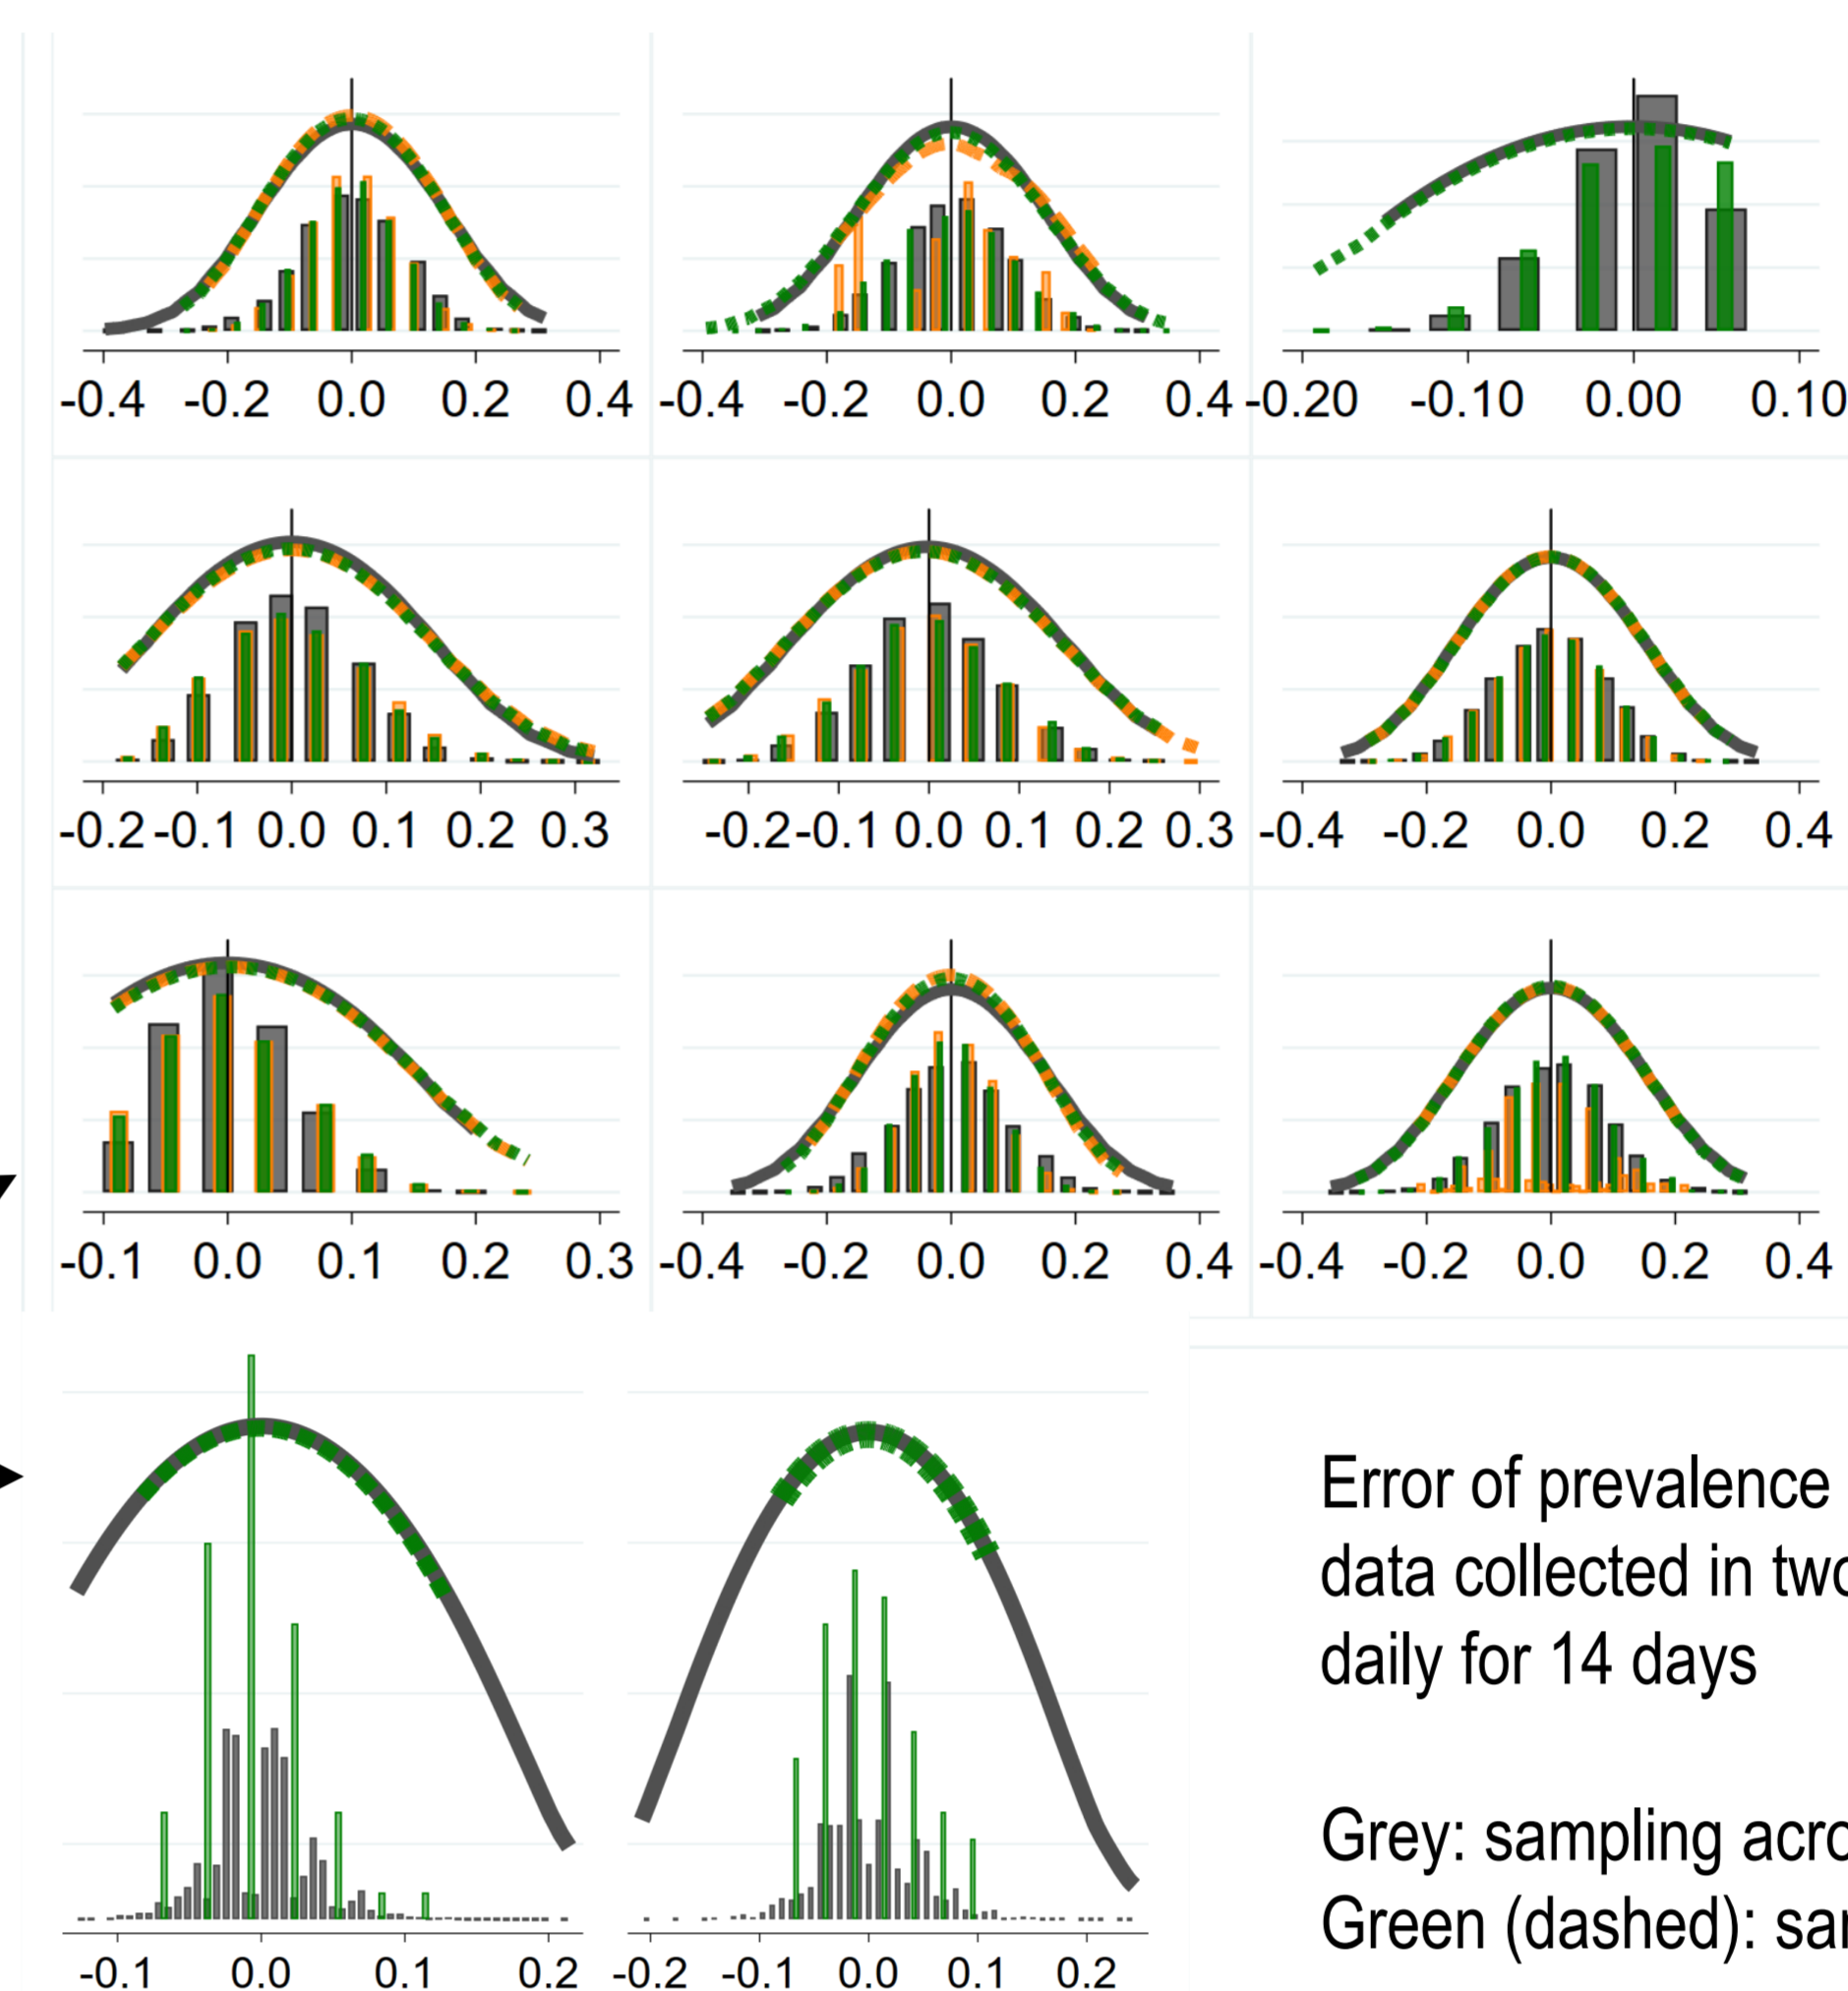 -0.4 -0.2 0.0 0.2 0.4 -0.4 -0.2 0.0 0.2 0.4 -0.20 -0.10 0.00 0.10
-0.2 -0.1 0.0 0.1 0.2 0.3 -0.2 -0.1 0.0 0.1 0.2 0.3 -0.4 -0.2 0.0 0.2 0.4
-0.1 0.0 0.1 0.2 0.3 -0.4 -0.2 0.0 0.2 0.4 -0.4 -0.2 0.0 0.2 0.4
-0.1 0.0 0.1 0.2 -0.2 -0.1 0.0 0.1 0.2
Error of prevalence
data collected in two
daily for 14 days
Grey: sampling
Green (dashed):